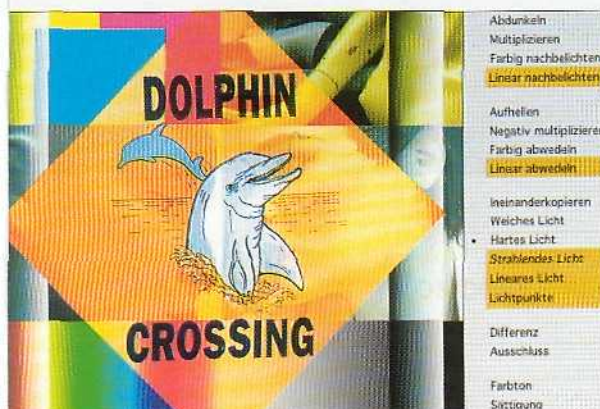 DOLPHIN
CROSSING
Abdunkeln
Multiplizieren
Farbig nachbelichten
Linear nachbelichten
Aufhellen
Negativ multiplizieren
Farbig abwedeln
Linear abwedeln
Ineinanderkopieren
Weiches Licht
Hartes Licht
Strahlendes Licht
Lineares Licht
Lichtpunkte
Differenz
Ausschluss
Farbton
Sättigung